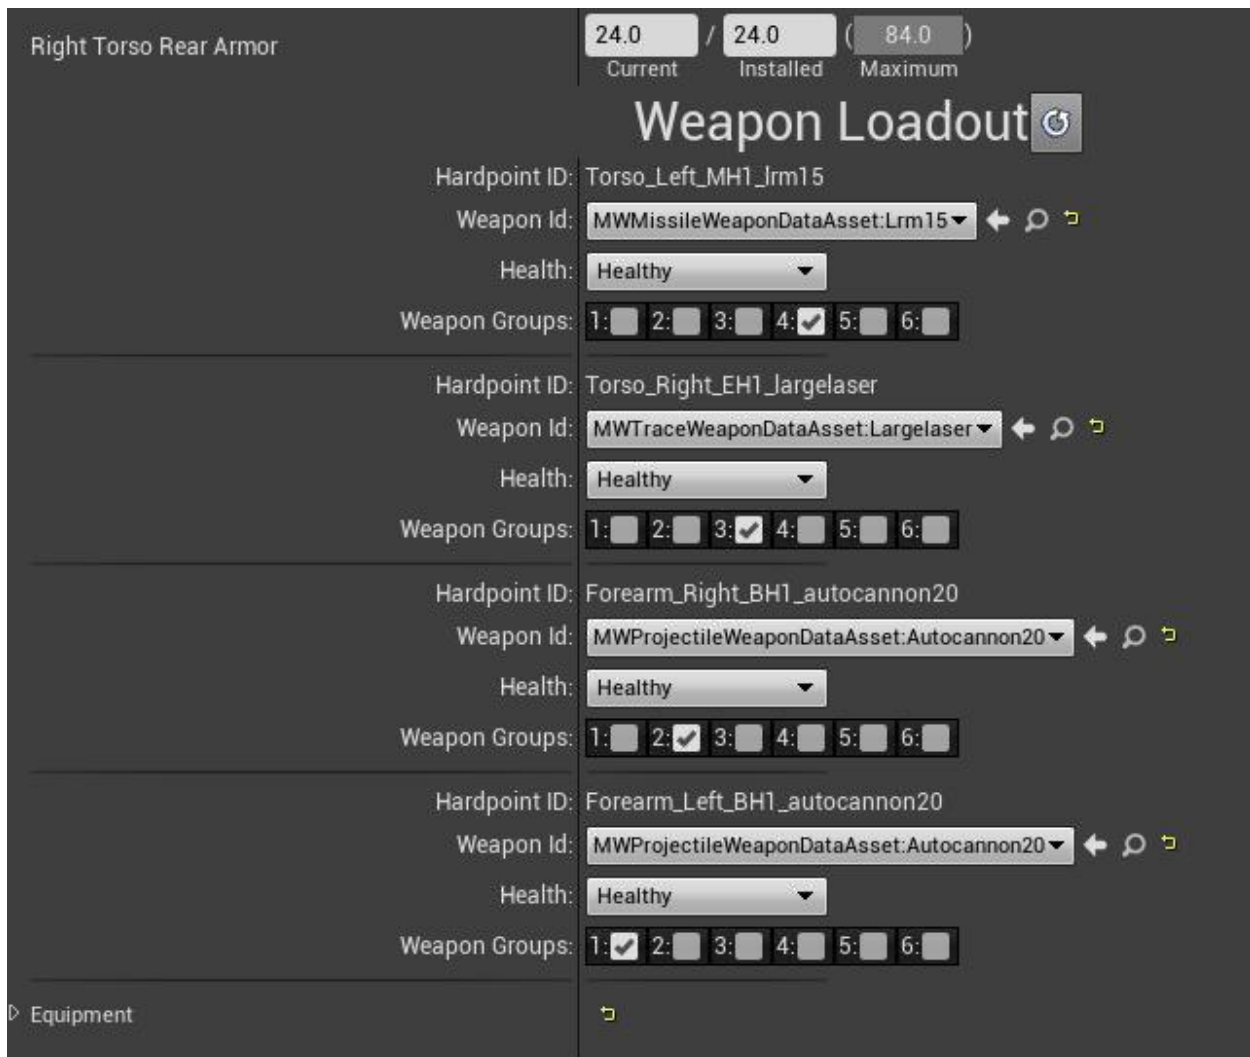 Right Torso Rear Armor 24.0 / 24.0 ( 84.0 )
Current Installed Maximum
Weapon Loadout
Hardpoint ID: Torso_Left_MH1_lrm15
Weapon Id: MWMissileWeaponDataAsset:Lrm15
Health: Healthy
Weapon Groups: 1: 2: 3: 4: 5: 6:
Hardpoint ID: Torso_Right_EH1_largelaser
Weapon Id: MWTraceWeaponDataAsset:Largelaser
Health: Healthy
Weapon Groups: 1: 2: 3: 4: 5: 6:
Hardpoint ID: Forearm_Right_BH1_autocannon20
Weapon Id: MWProjectileWeaponDataAsset:Autocannon20
Health: Healthy
Weapon Groups: 1: 2: 3: 4: 5: 6:
Hardpoint ID: Forearm_Left_BH1_autocannon20
Weapon Id: MWProjectileWeaponDataAsset:Autocannon20
Health: Healthy
Weapon Groups: 1: 2: 3: 4: 5: 6:
Equipment